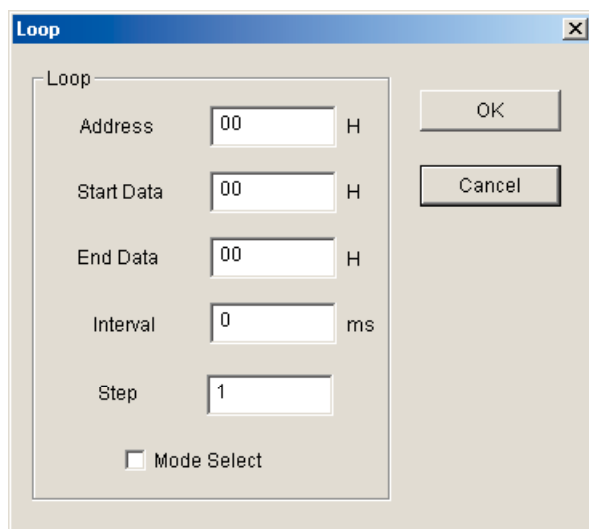 Loop
Loop
Address 00 H
OK
Start Data 00 H
Cancel
End Data 00 H
Interval 0 ms
Step 1
Mode Select